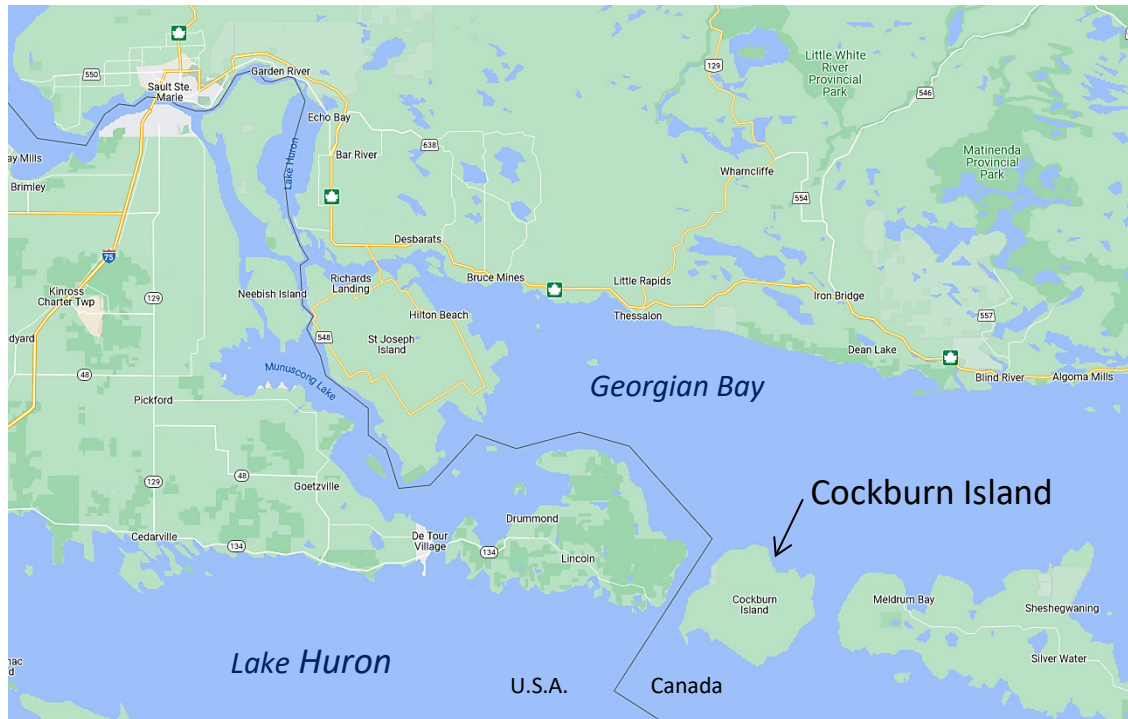 Little White
River
Provincial
Park
129
546
550
Sault Ste.
Marie
Garden River
Echo Bay
Bar River
638
Lake Huron
Matinenda
Provincial
Park
ay Mills
Brimley
Wharncliffe
554
75
Kinross
Charter Twp
129
Neebish Island
Desbarats
Richards
Landing
Bruce Mines
Little Rapids
Thessalon
Iron Bridge
557
Hilton Beach
548
St Joseph
Island
dyard
48
Munuscong Lake
Dean Lake
Blind River
Algoma Mills
Georgian Bay
Pickford
129
48
Goetzville
Cockburn Island
Drummond
Cedarville
134
De Tour
Village
134
Lincoln
Cockburn
Island
Meldrum Bay
Sheshegwaning
Silver Water
Lake Huron
nac
d
U.S.A.
Canada